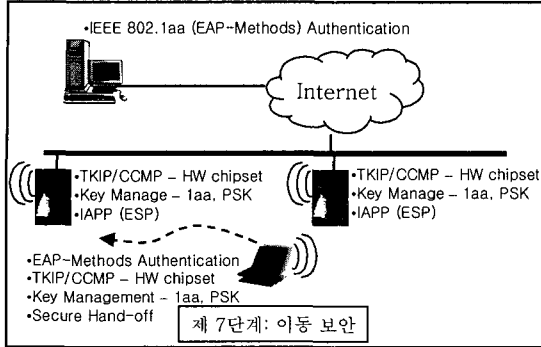 •IEEE 802.1aa (EAP-Methods) Authentication
Internet
•TKIP/CCMP - HW chipset
•Key Manage - 1aa, PSK
•IAPP (ESP)
•TKIP/CCMP - HW chipset
•Key Manage - 1aa, PSK
•IAPP (ESP)
•EAP-Methods Authentication
•TKIP/CCMP - HW chipset
•Key Management - 1aa, PSK
•Secure Hand-off
제 7단계: 이동 보안